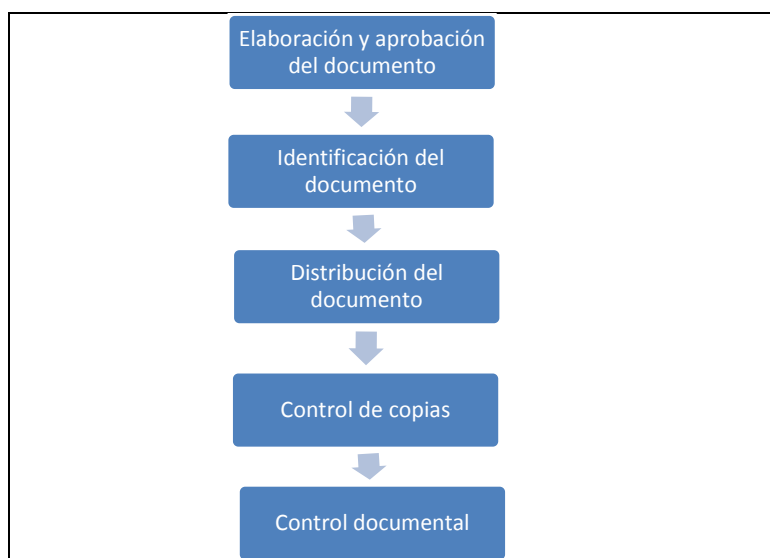 Elaboración y aprobación
del documento
Identificación del
documento
Distribución del
documento
Control de copias
Control documental